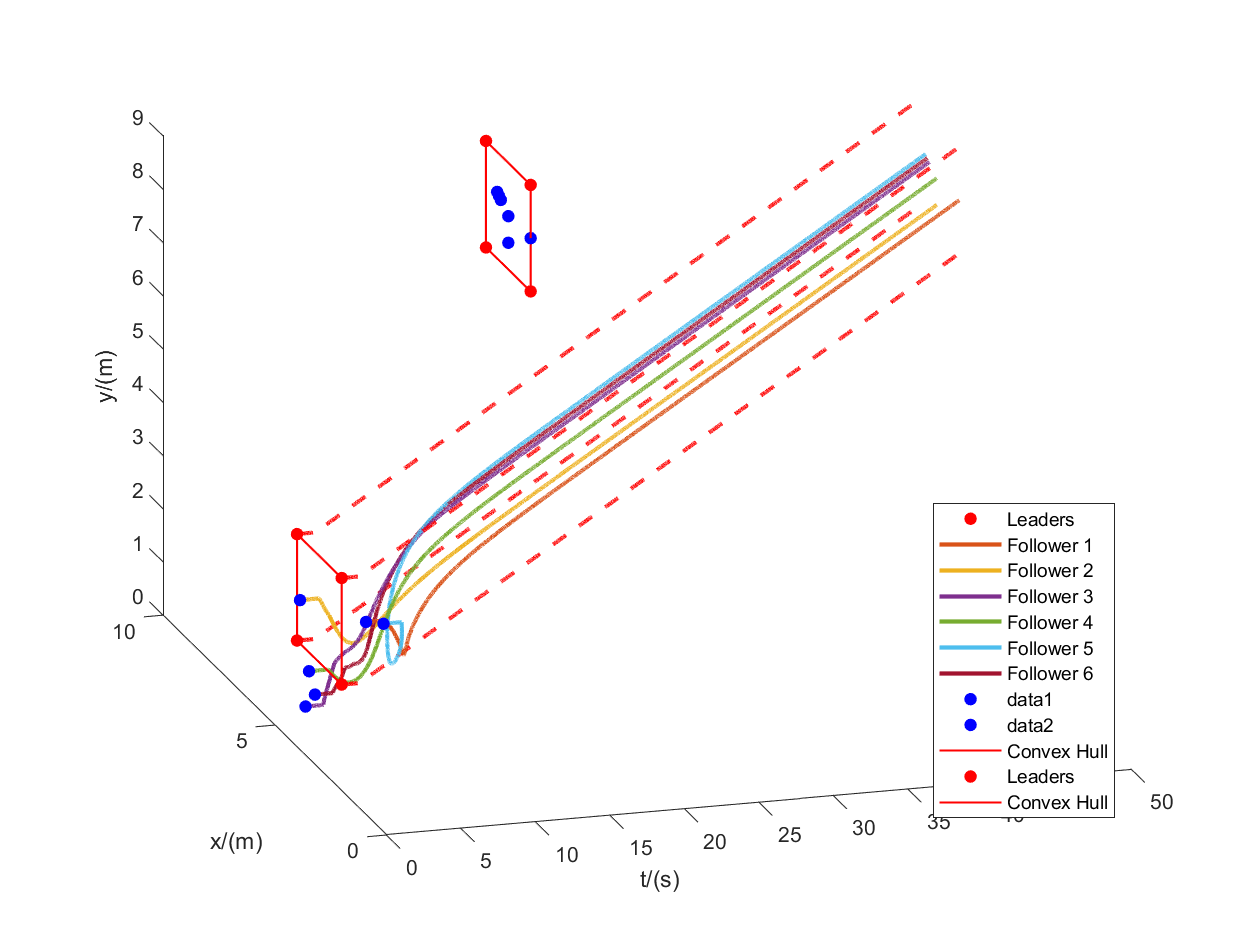 9
8
7
6
5
4
3
2
1
0
y/(m)
10
5
0
x/(m)
0
5
10
15
20
25
30
35
40
50
t/(s)
Leaders
Follower 1
Follower 2
Follower 3
Follower 4
Follower 5
Follower 6
data1
data2
Convex Hull
Leaders
Convex Hull